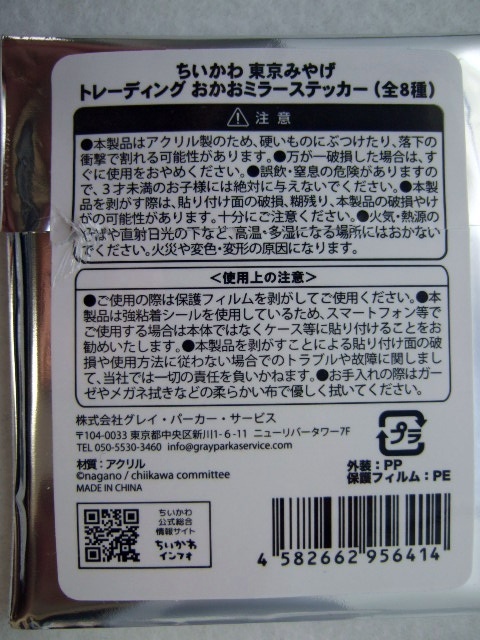 ちいかわ 東京みやげ
トレーディング おかおミラーステッカー（全8種）
⚠ 注意
●本製品はアクリル製のため、硬いものにぶつけたり、落下の
衝撃で割れる可能性があります。●万が一破損した場合は、す
ぐに使用をおやめください。●誤飲・窒息の危険がありますの
で、3才未満のお子様には絶対に与えないでください。●本製
品を剥がす際は、貼り付け面の破損、糊残り、本製品の破損やけ
がの可能性があります。十分にご注意ください。●火気・熱源の
そばや直射日光の下など、高温・多湿になる場所にはおかない
でください。火災や変色・変形の原因になります。
＜使用上の注意＞
●ご使用の際は保護フィルムを剥がしてご使用ください。●本
製品は強粘着シールを使用しているため、スマートフォン等で
ご使用する場合は本体ではなくケース等に貼り付けることをお
勧めいたします。●本製品を剥すことによる貼り付け面の破
損や使用方法に従わない場合でのトラブルや故障に関しまし
て、当社では一切の責任を負いかねます。●お手入れの際はガー
ゼやメガネ拭きなどの柔らかい布で優しく拭いてください。
株式会社グレイ・パーカー・サービス
〒104-0033 東京都中央区新川1-6-11 ニューリバータワー7F
TEL 050-5530-3460 info@grayparkaservice.com
材質：アクリル
©nagano / chiikawa committee
MADE IN CHINA
プラ
外装：PP
保護フィルム：PE
ちいかわ
公式総合
情報サイト
ちいかわ
インフォ
4 582662 956414